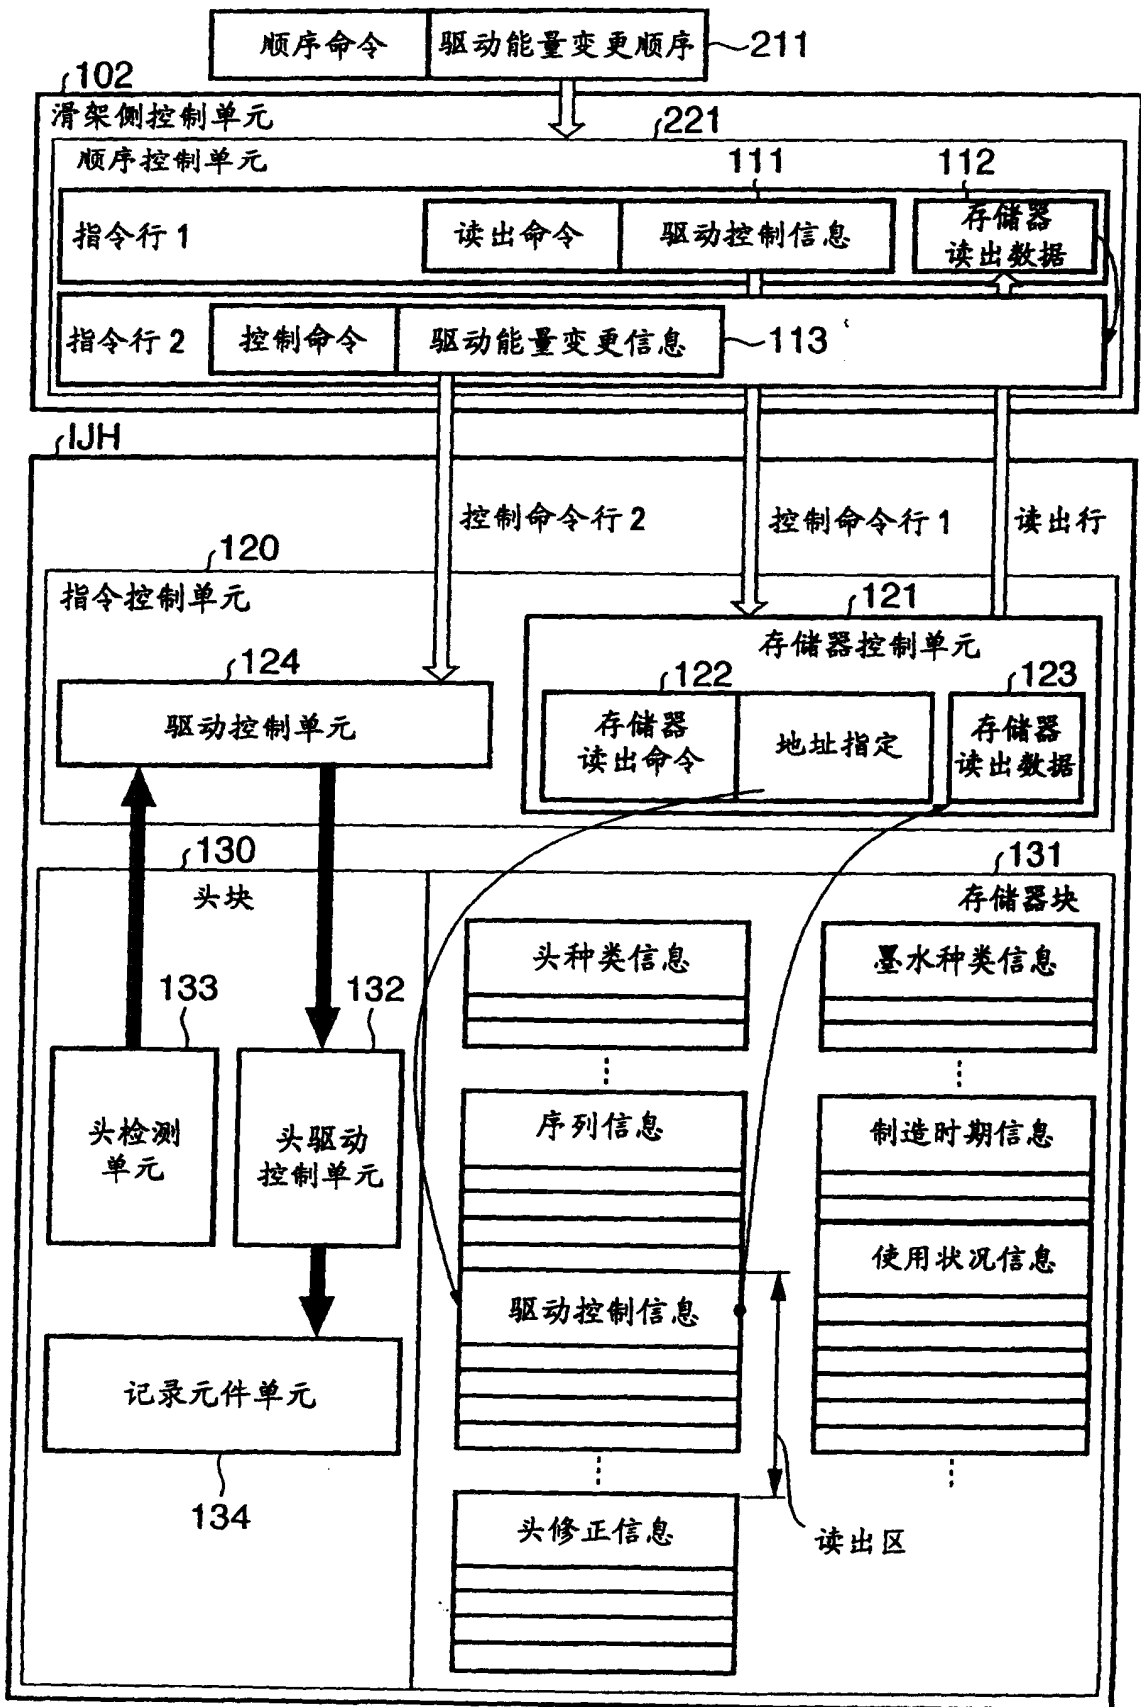 顺序命令 驱动能量变更顺序 211
102
滑架侧控制单元
221
顺序控制单元
111 112
指令行1 读出命令 驱动控制信息 存储器
读出数据
指令行2 控制命令 驱动能量变更信息 113
IJH
控制命令行2 控制命令行1 读出行
120
指令控制单元
121
存储器控制单元
124 122 123
驱动控制单元
存储器
读出命令
地址指定
存储器
读出数据
130 131
头块 存储器块
头种类信息 墨水种类信息
133 132
头检测
单元
头驱动
控制单元
序列信息 制造时期信息
使用状况信息
驱动控制信息
记录元件单元
134
头修正信息 读出区